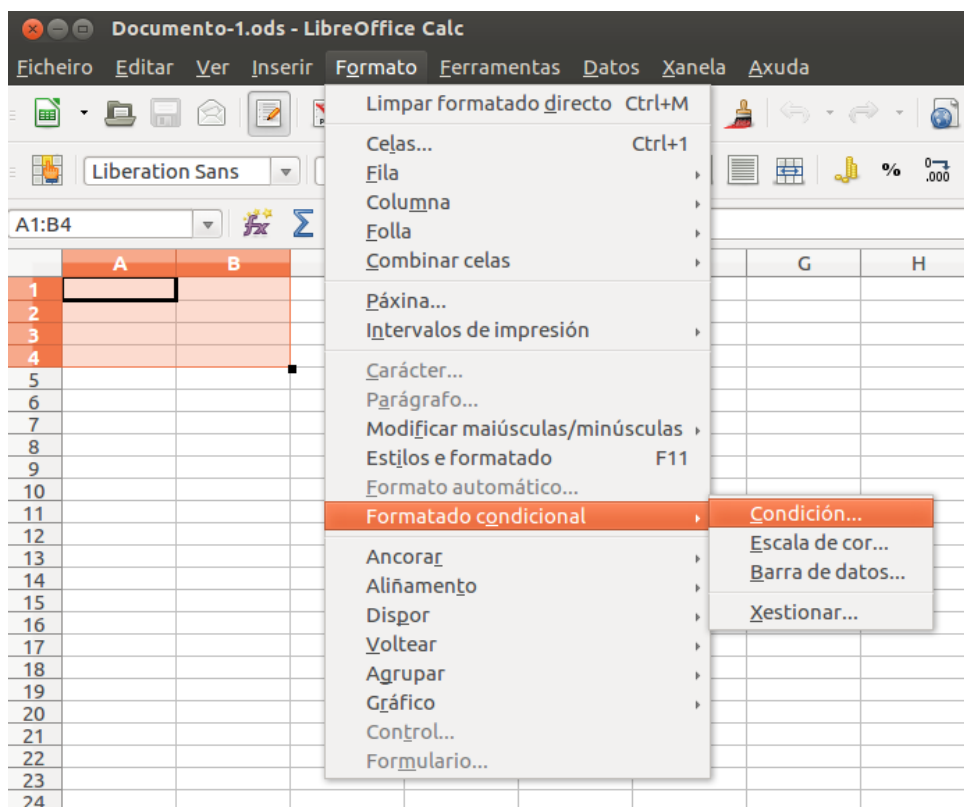 Documento-1.ods - LibreOffice Calc
Ficheiro Editar Ver Inserir Formato Ferramentas Datos Xanela Axuda
Limpar formatado directo Ctrl+M
Celas... Ctrl+1
Fila
Columna
Folla
Combinar celas
Páxina...
Intervalos de impresión
Carácter...
Parágrafo...
Modificar maiúsculas/minúsculas
Estilos e formatado F11
Formato automático...
Formatado condicional
Ancorar
Aliñamento
Dispor
Voltear
Agrupar
Gráfico
Control...
Formulario...
Condición...
Escala de cor...
Barra de datos...
Xestionar...
Liberation Sans
% 0 .000
A1:B4
A B G H
1
2
3
4
5
6
7
8
9
10
11
12
13
14
15
16
17
18
19
20
21
22
23
24